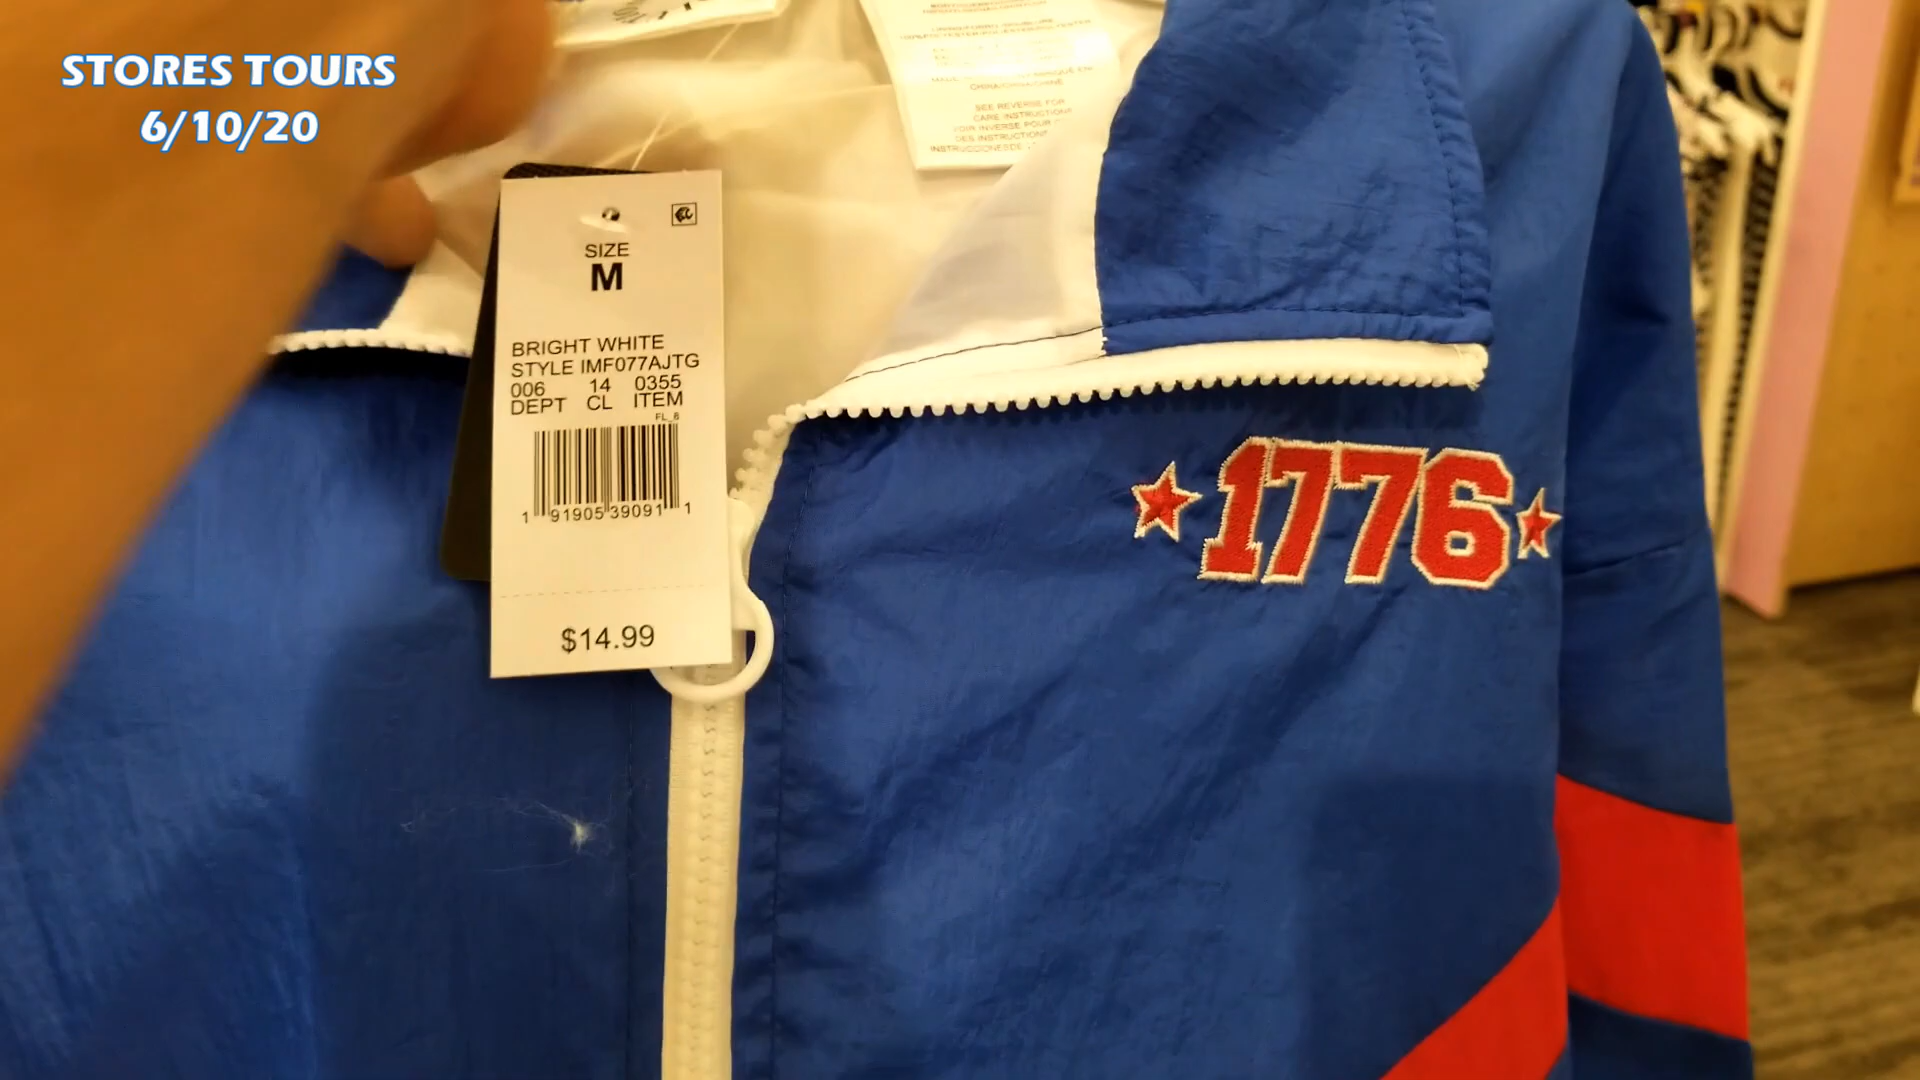 STORES TOURS
6/10/20
SEE REVERSE FOR
CARE INSTRUCTIONS
SIZE
M
BRIGHT WHITE
STYLE IMF077AJTG
006 14 0355
DEPT CL ITEM
FL_8
1 91905 39091 1
$14.99
1776